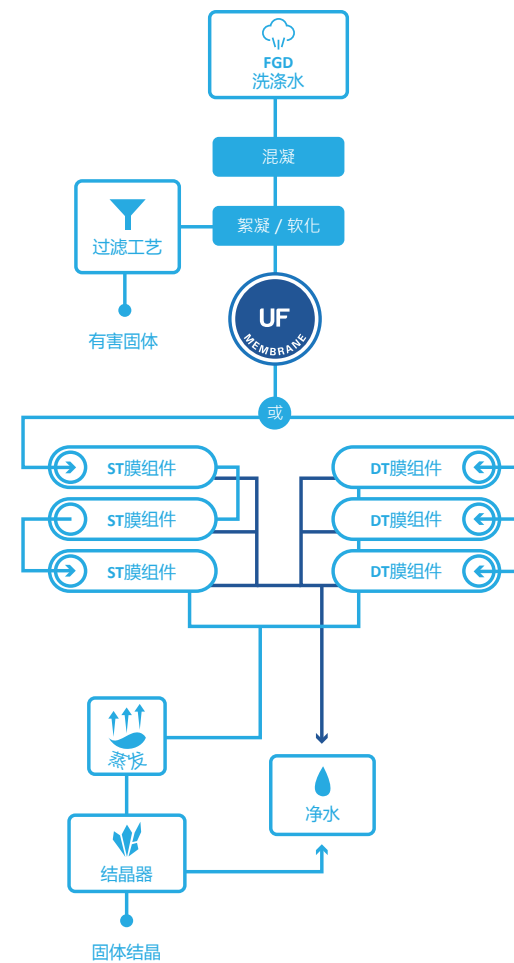 FGD
洗涤水
混凝
絮凝 / 软化
过滤工艺
有害固体
UF
MEMBRANE
或
ST膜组件
DT膜组件
ST膜组件
DT膜组件
ST膜组件
DT膜组件
蒸发
净水
结晶器
固体结晶